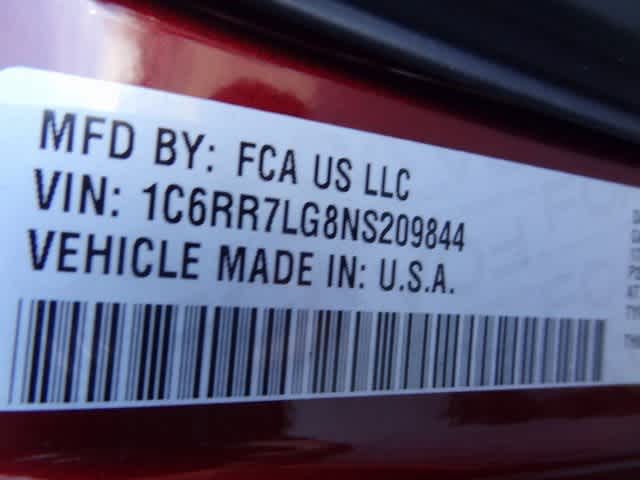 MFD BY: FCA US LLC
VIN: 1C6RR7LG8NS209844
VEHICLE MADE IN: U.S.A.